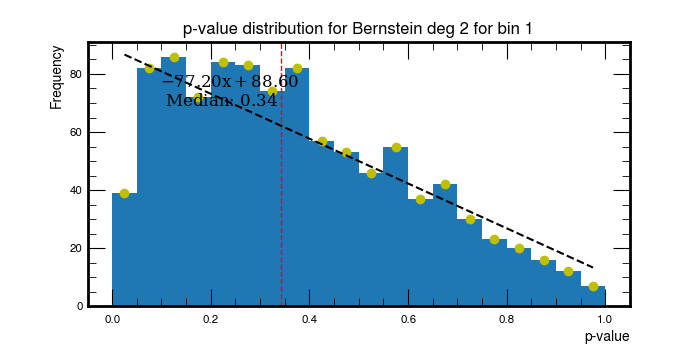 p-value distribution for Bernstein deg 2 for bin 1
Frequency
80
60
40
20
0
−77.20x + 88.60
Median: 0.34
0.0 0.2 0.4 0.6 0.8 1.0
p-value